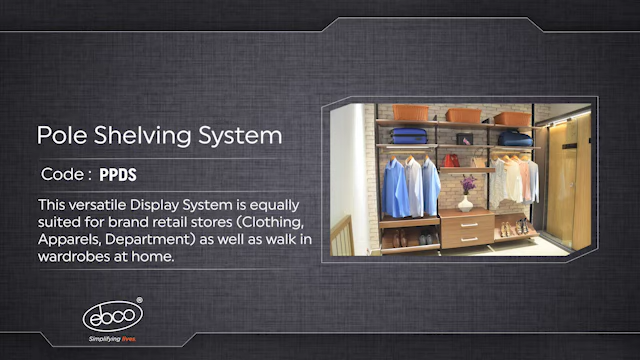 Pole Shelving System
Code : PPDS
This versatile Display System is equally
suited for brand retail stores (Clothing,
Apparels, Department) as well as walk in
wardrobes at home.
ebco®
Simplifying lives.